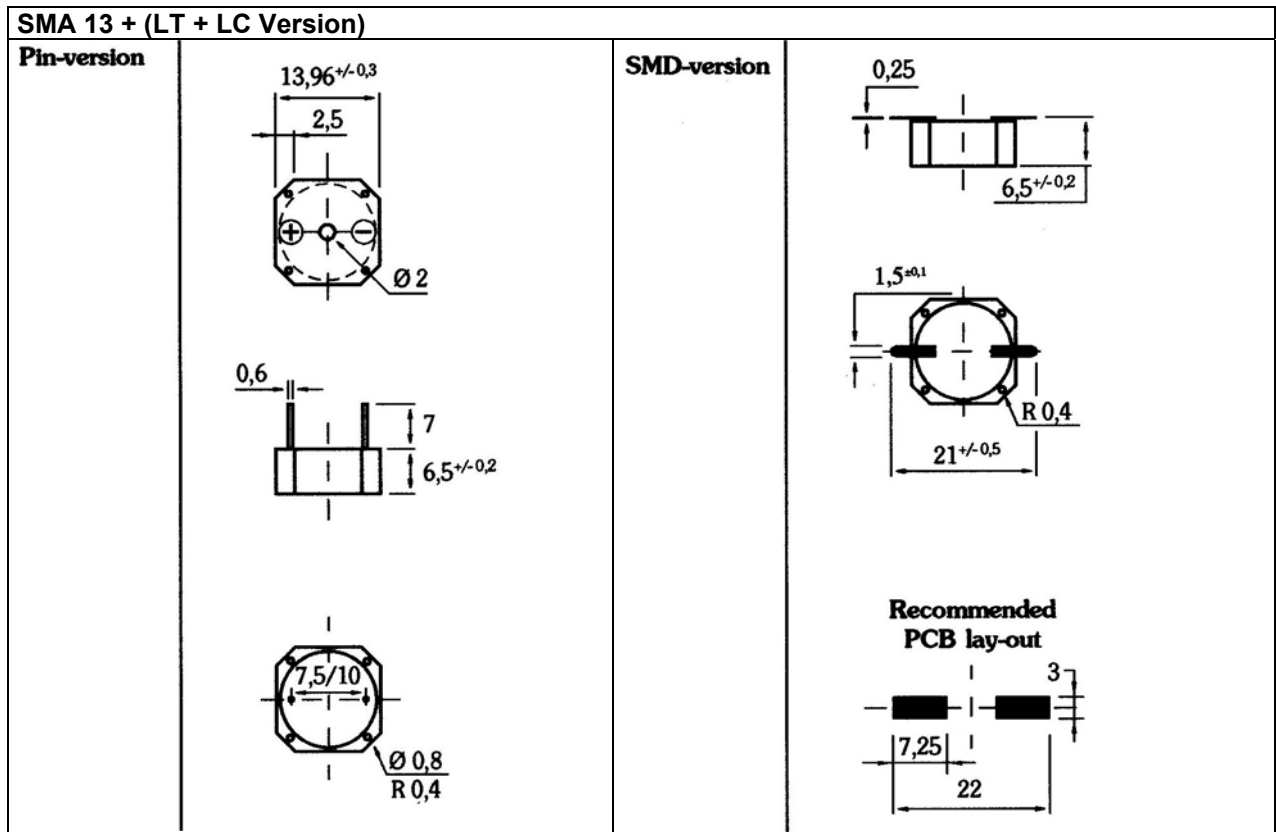 SMA 13 + (LT + LC Version)
Pin-version
13,96+/- 0,3
2,5
+
−
Ø 2
0,6
7
6,5+/- 0,2
7,5/10
Ø 0,8
R 0,4
SMD-version
0,25
6,5+/- 0,2
1,5±0,1
R 0,4
21+/- 0,5
Recommended
PCB lay-out
3
7,25
22